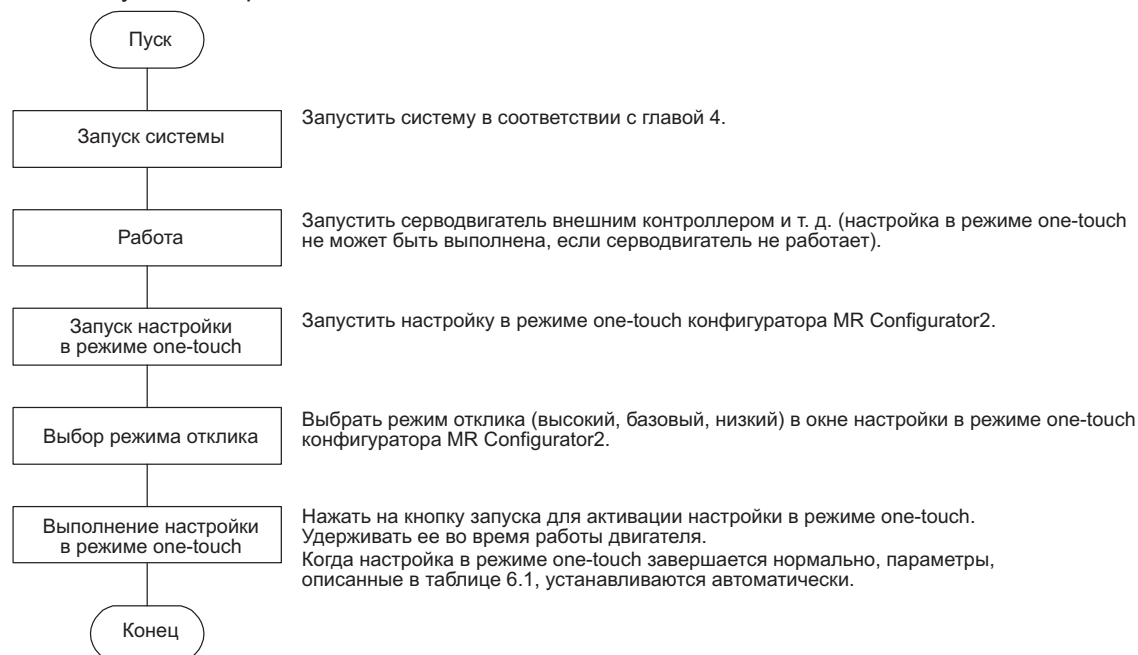 Пуск
Запуск системы
Запустить систему в соответствии с главой 4.
Работа
Запустить серводвигатель внешним контроллером и т. д. (настройка в режиме one-touch
не может быть выполнена, если серводвигатель не работает).
Запуск настройки
в режиме one-touch
Запустить настройку в режиме one-touch конфигуратора MR Configurator2.
Выбор режима отклика
Выбрать режим отклика (высокий, базовый, низкий) в окне настройки в режиме one-touch
конфигуратора MR Configurator2.
Выполнение настройки
в режиме one-touch
Нажать на кнопку запуска для активации настройки в режиме one-touch.
Удерживать ее во время работы двигателя.
Когда настройка в режиме one-touch завершается нормально, параметры,
описанные в таблице 6.1, устанавливаются автоматически.
Конец